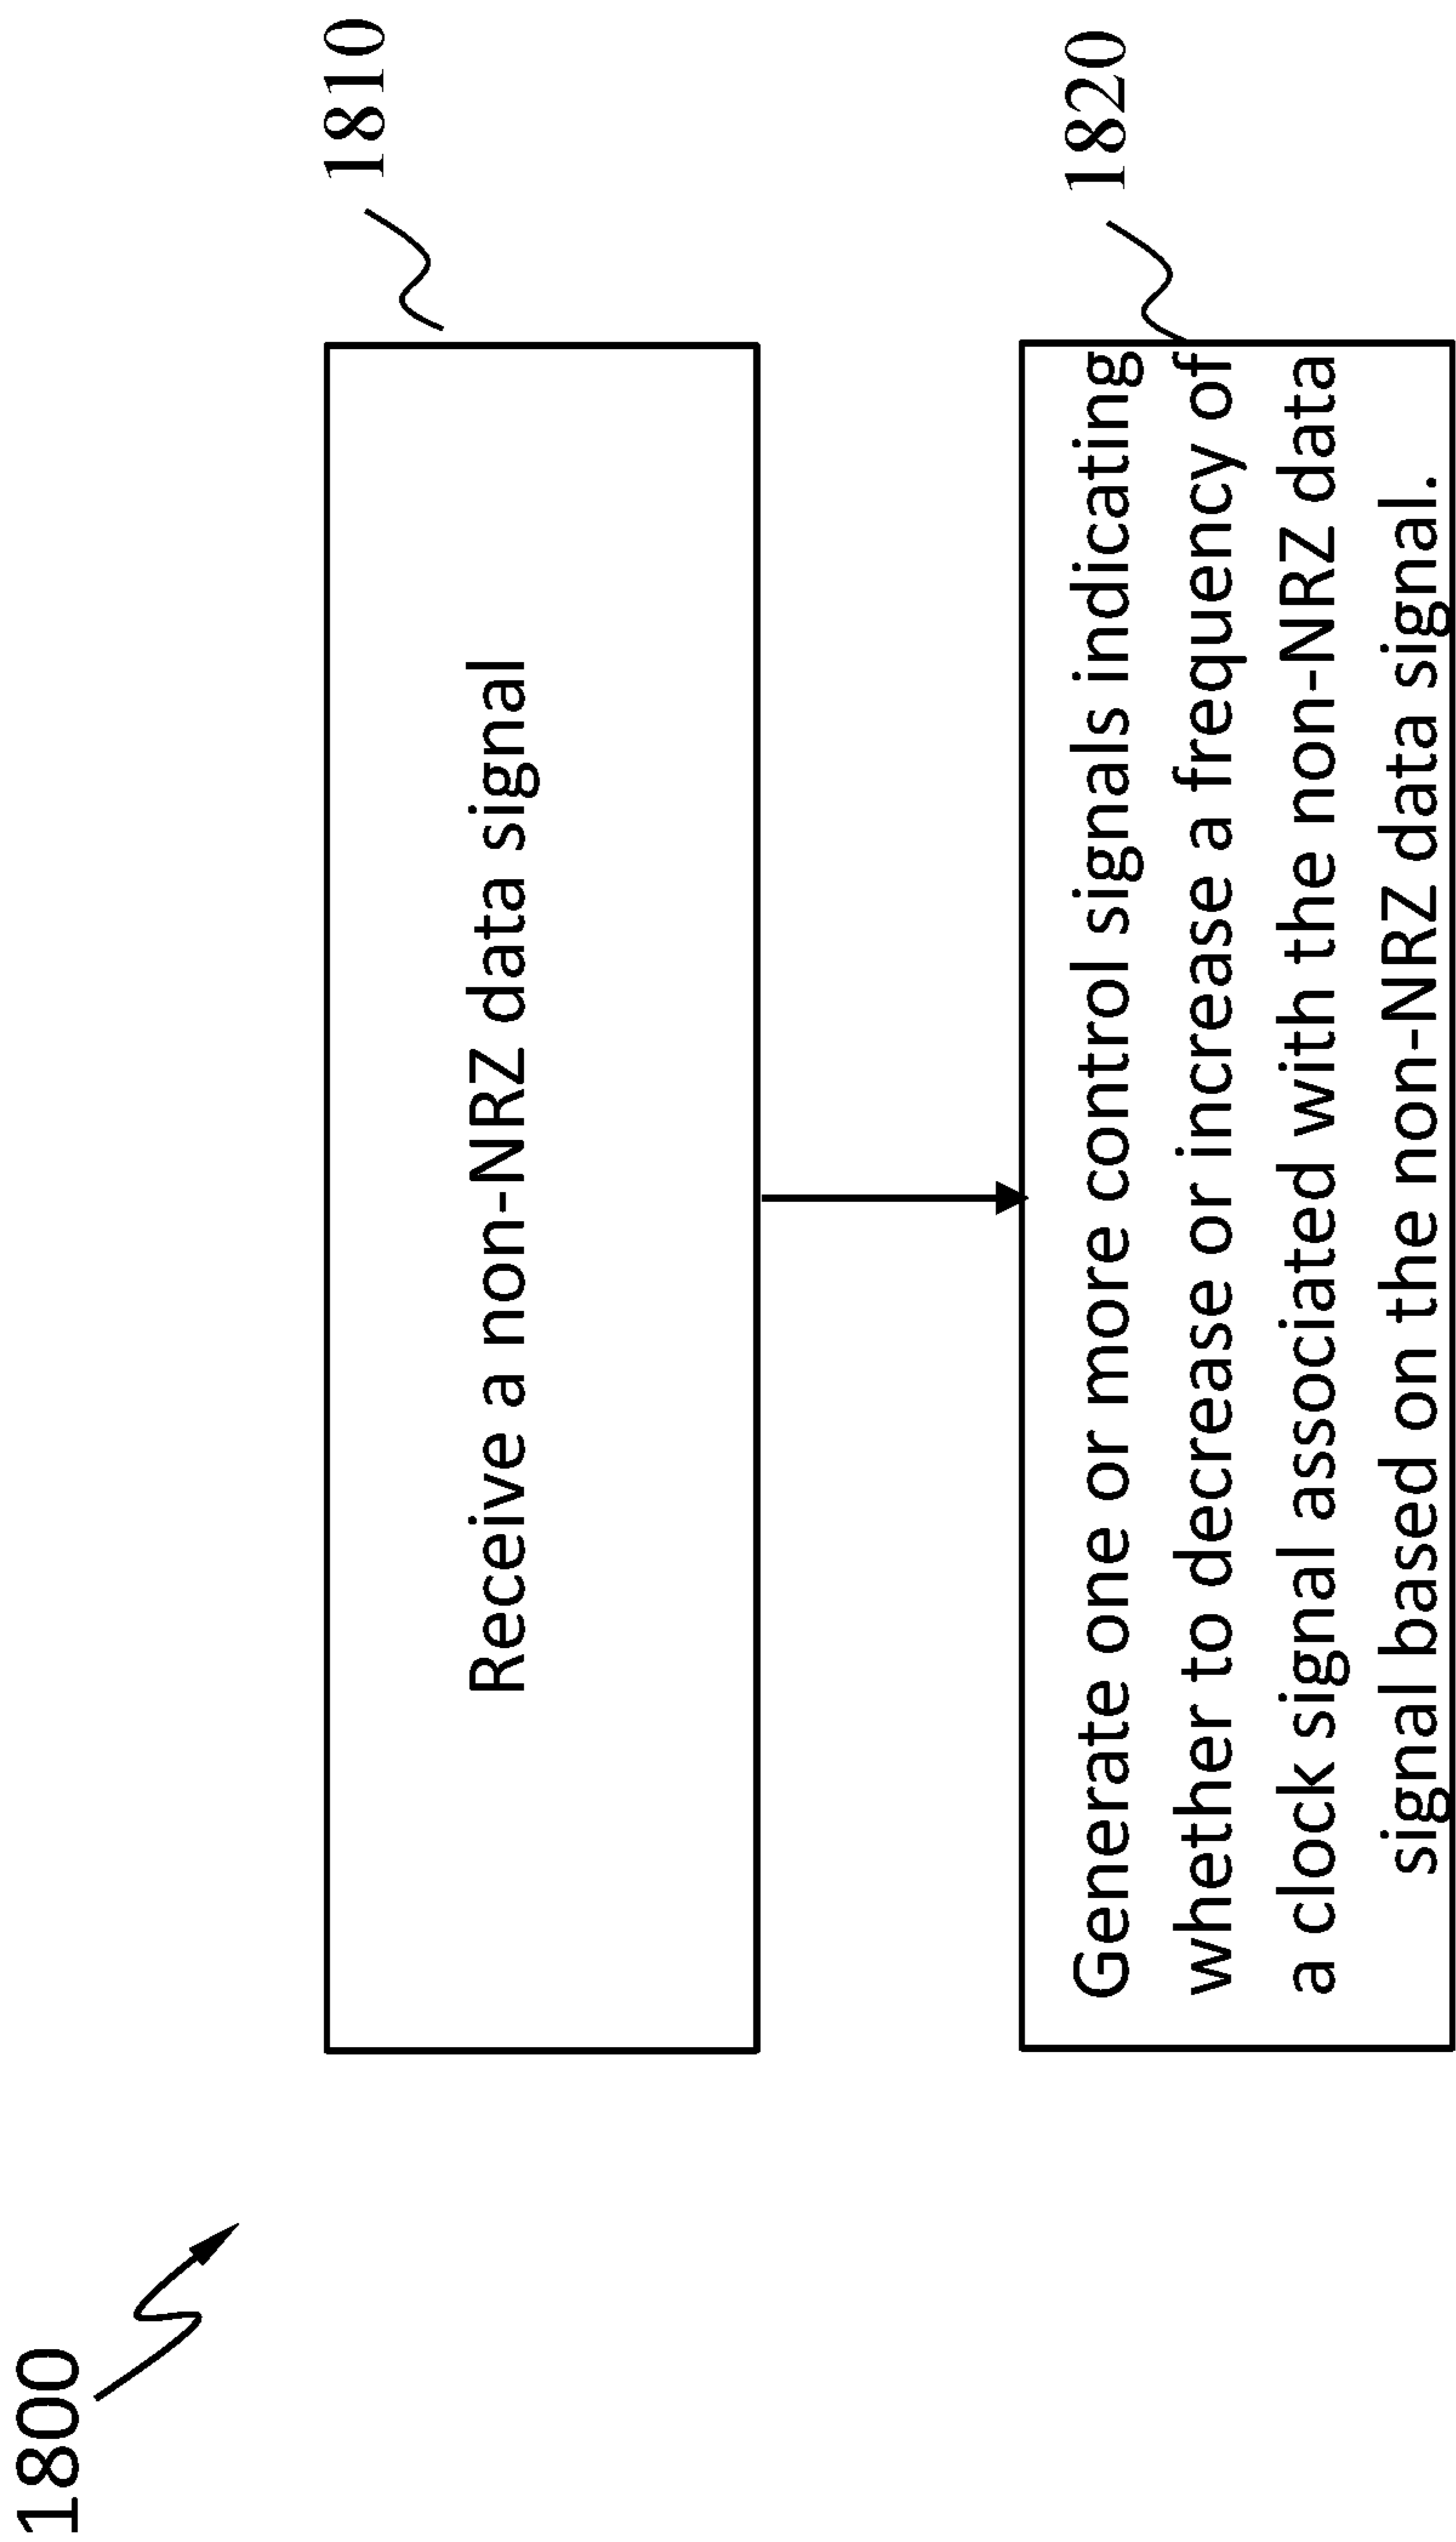 1800
1810
Receive a non-NRZ data signal
1820
Generate one or more control signals indicating
whether to decrease or increase a frequency of
a clock signal associated with the non-NRZ data
signal based on the non-NRZ data signal.